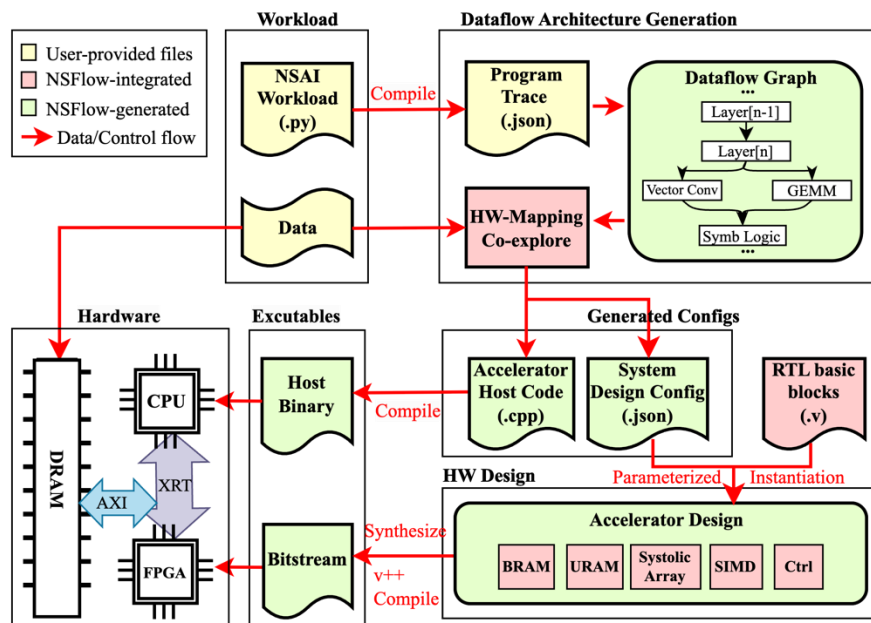 Workload
Dataflow Architecture Generation
User-provided files
NSFlow-integrated
NSFlow-generated
Data/Control flow
NSAI
Workload
(.py)
Compile
Program
Trace
(.json)
Dataflow Graph
...
Layer[n-1]
Layer[n]
Vector Conv
GEMM
Symb Logic
...
Data
HW-Mapping
Co-explore
Hardware
Excutables
Generated Configs
DRAM
CPU
XRT
AXI
FPGA
Host
Binary
Compile
Accelerator
Host Code
(.cpp)
System
Design Config
(.json)
RTL basic
blocks
(.v)
HW Design
Parameterized
Instantiation
Bitstream
Synthesize
v++
Compile
Accelerator Design
BRAM
URAM
Systolic
Array
SIMD
Ctrl